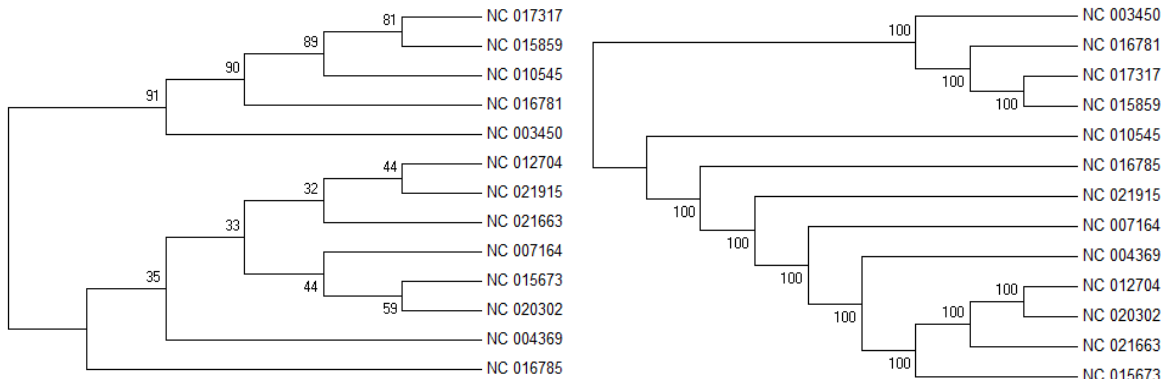 81
NC 017317
89
NC 015859
90
NC 010545
91
NC 016781
NC 003450
44
NC 012704
32
NC 021915
33
NC 021663
35
NC 007164
44
NC 015673
59
NC 020302
NC 004369
NC 016785
100
NC 003450
100
NC 016781
100
NC 017317
NC 015859
NC 010545
100
NC 016785
100
NC 021915
100
NC 007164
100
NC 004369
100
NC 012704
100
NC 020302
NC 021663
100
NC 015673